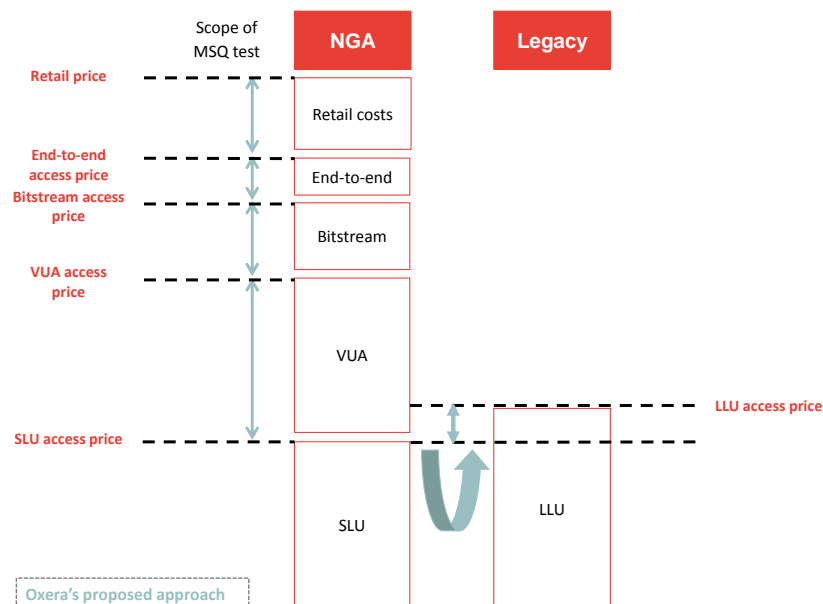 Scope of
MSQ test
NGA
Legacy
Retail price
Retail costs
End-to-end
access price
End-to-end
Bitstream access
price
Bitstream
VUA access
price
VUA
LLU access price
SLU access price
SLU
LLU
Oxera's proposed approach